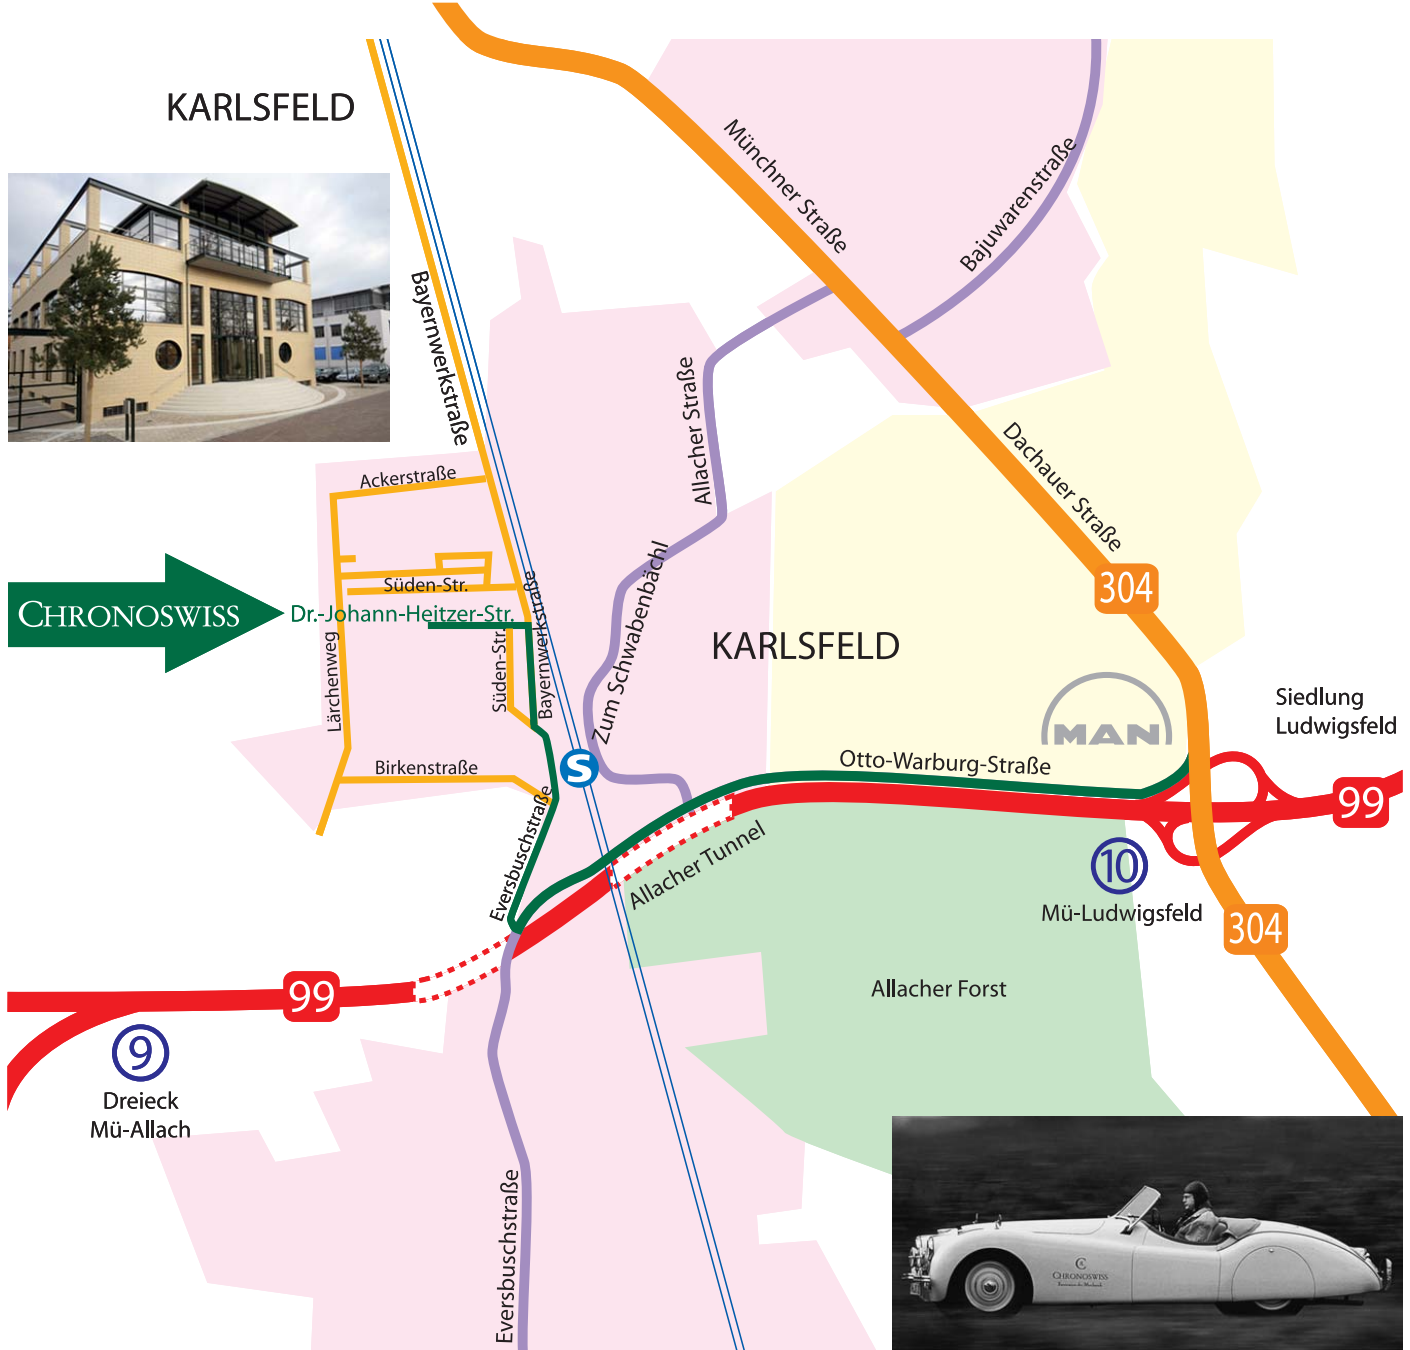 KARLSFELD
Münchner Straße
Bajuwarenstraße
Bayernwerkstraße
Allacher Straße
Ackerstraße
Dachauer Straße
304
Süden-Str.
CHRONOSWISS
Dr.-Johann-Heitzer-Str.
Lärchenweg
Süden-Str.
Bayernwerkstraße
Zum Schwabenbächl
KARLSFELD
MAN
Siedlung
Ludwigsfeld
Birkenstraße
S
Otto-Warburg-Straße
99
Eversbuschstraße
Allacher Tunnel
10
Mü-Ludwigsfeld
304
99
Allacher Forst
9
Dreieck
Mü-Allach
Eversbuschstraße
CHRONOSWISS